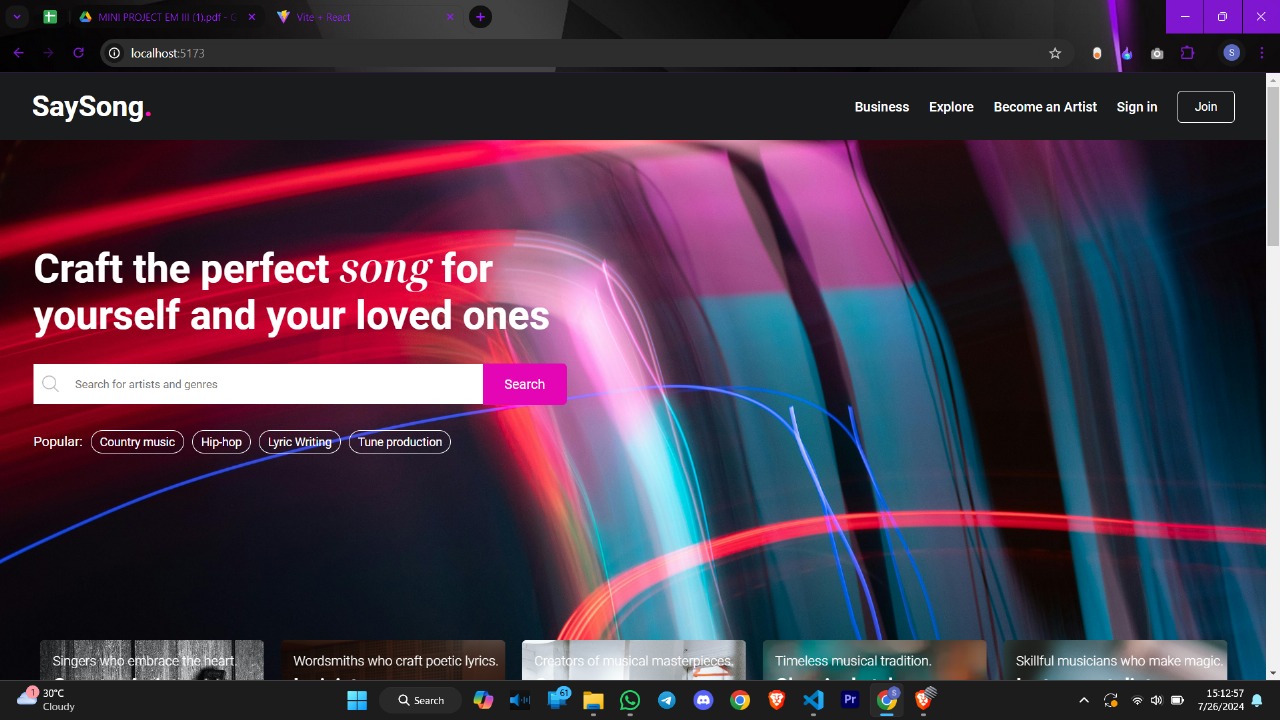 MINI PROJECT EM III (1).pdf - G
Vite + React
localhost:5173
S
SaySong.
Business
Explore
Become an Artist
Sign in
Join
Craft the perfect song for
yourself and your loved ones
Search for artists and genres
Search
Popular:
Country music
Hip-hop
Lyric Writing
Tune production
Singers who embrace the heart.
Wordsmiths who craft poetic lyrics.
Creators of musical masterpieces.
Timeless musical tradition.
Skillful musicians who make magic.
1
30°C
Cloudy
Search
61
Pr
S
15:12:57
7/26/2024